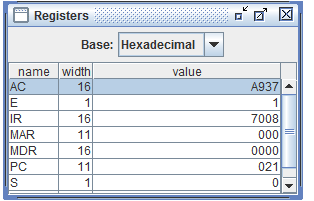 Registers
Base: Hexadecimal
name width value
AC 16 A937
E 1 1
IR 16 7008
MAR 11 000
MDR 16 0000
PC 11 021
S 1 0